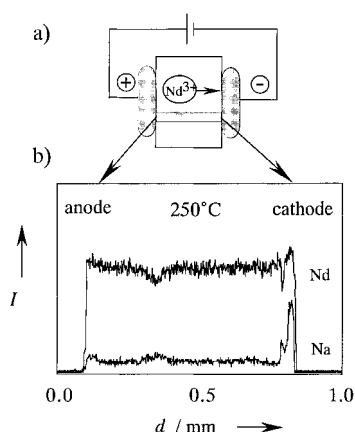 a)
+
Nd³⁺
−
b)
anode 250°C cathode
I
Nd
Na
0.0 0.5 1.0
d / mm